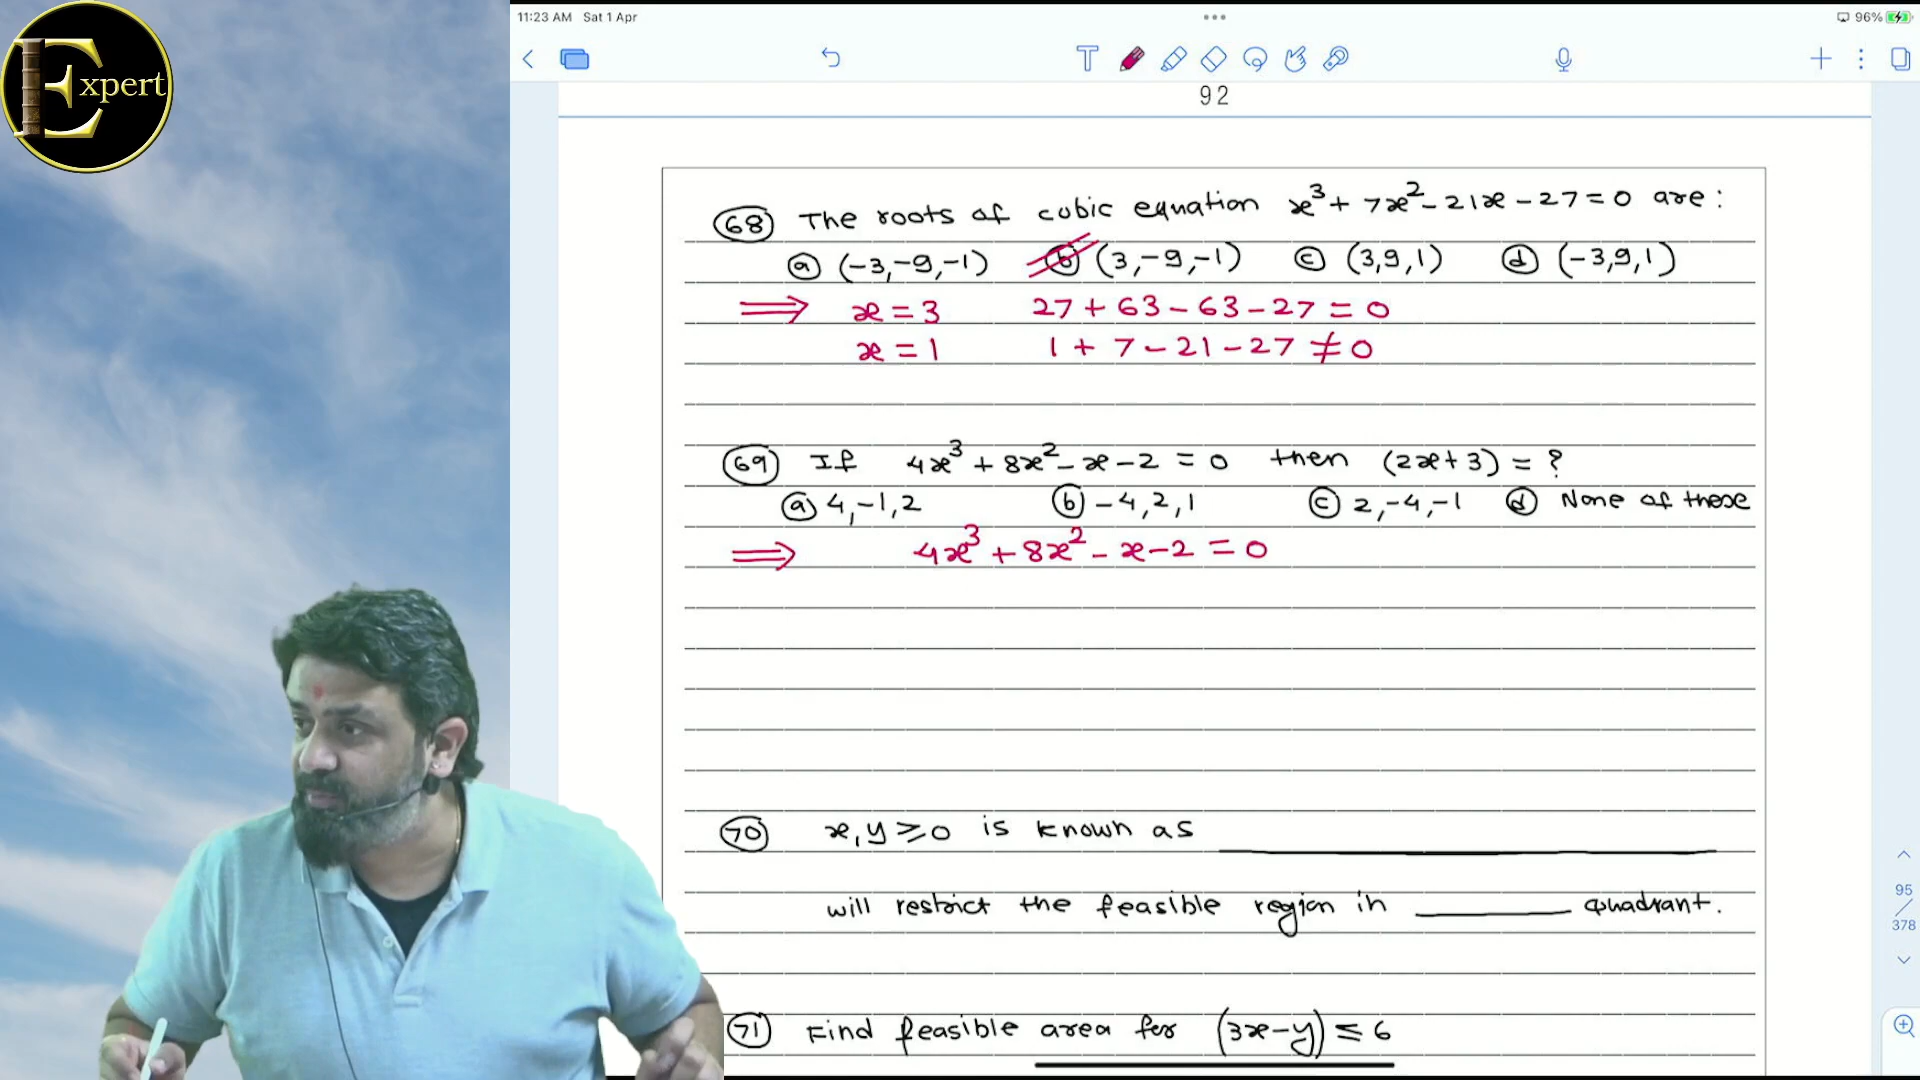 Expert
11:23 AM Sat 1 Apr
96%
T
92
68 The roots of cubic equation x³ + 7x² - 21x - 27 = 0 are :
a (-3,-9,-1) b (3,-9,-1) c (3,9,1) d (-3,9,1)
⟹ x = 3 27 + 63 - 63 - 27 = 0
x = 1 1 + 7 - 21 - 27 ≠ 0
69 If 4x³ + 8x² - x - 2 = 0 then (2x+3) = ?
a 4,-1,2 b -4,2,1 c 2,-4,-1 d None of these
⟹ 4x³ + 8x² - x - 2 = 0
70 x, y ≥ 0 is known as ____________
will restrict the feasible region in ______ quadrant.
71 Find feasible area for (3x-y) ≤ 6
95
/
378